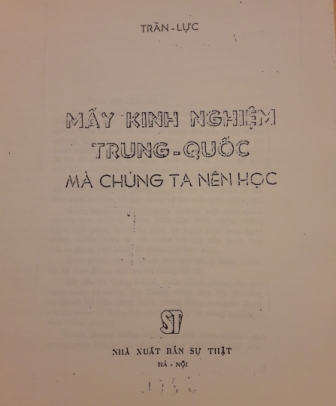 TRẦN-LỰC
MẤY KINH NGHIỆM
TRUNG-QUỐC
MÀ CHÚNG TA NÊN HỌC
ST
NHÀ XUẤT BẢN SỰ THẬT
HÀ-NỘI